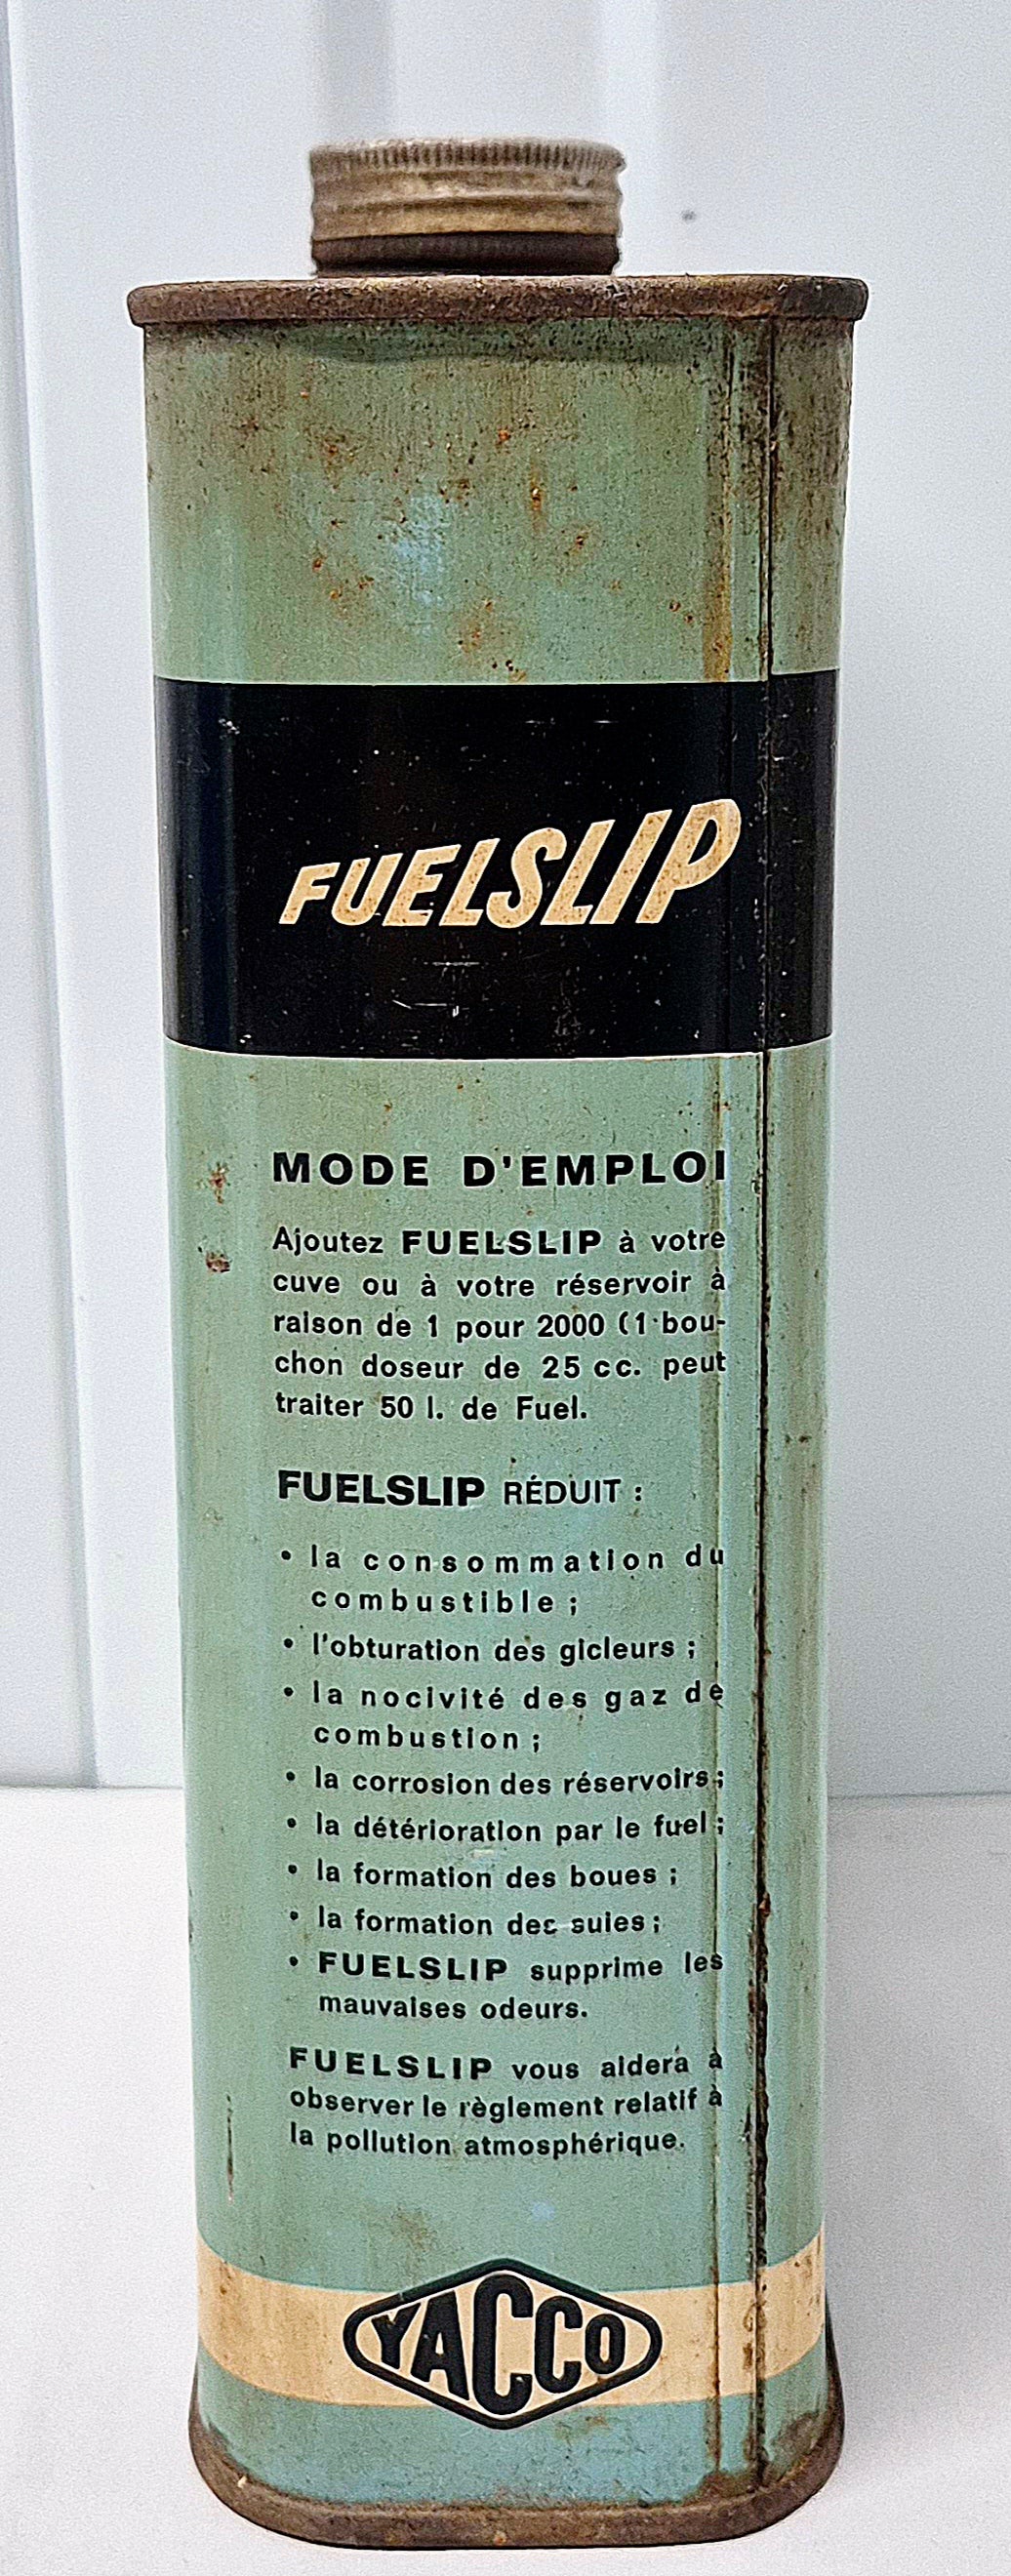 FUELSLIP
MODE D'EMPLOI
Ajoutez FUELSLIP à votre
cuve ou à votre réservoir à
raison de 1 pour 2000 (1 bou-
chon doseur de 25 cc. peut
traiter 50 l. de Fuel.
FUELSLIP RÉDUIT :
• la consommation du
combustible ;
• l'obturation des gicleurs ;
• la nocivité des gaz de
combustion ;
• la corrosion des réservoirs ;
• la détérioration par le fuel ;
• la formation des boues ;
• la formation des suies ;
• FUELSLIP supprime les
mauvaises odeurs.
FUELSLIP vous aidera à
observer le règlement relatif à
la pollution atmosphérique.
YACCO